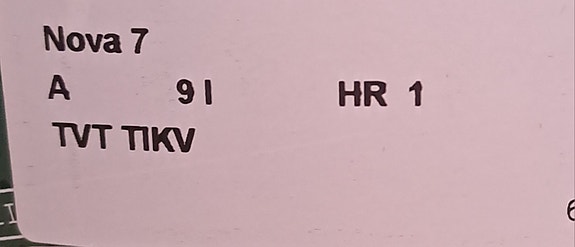 Nova 7
A 9 I HR 1
TVT TIKV